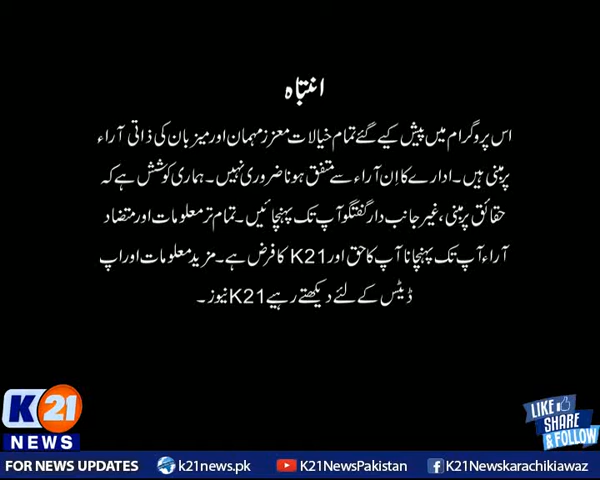 انتباہ
اس پروگرام میں پیش کیے گئے تمام خیالات معزز مہمان اور میزبان کی ذاتی آراء
پر مبنی ہیں۔ ادارے کا اِن آراء سے متفق ہونا ضروری نہیں۔ ہماری کوشش ہے کہ
حقائق پر مبنی، غیر جانب دار گفتگو آپ تک پہنچائیں۔ تمام تر معلومات اور متضاد
آراء آپ تک پہنچانا آپ کا حق اور K21 کا فرض ہے۔ مزید معلومات اور اپ
ڈیٹس کے لئے دیکھتے رہیے K21 نیوز۔
K21
NEWS
LIKE
SHARE
& FOLLOW
FOR NEWS UPDATES k21news.pk K21NewsPakistan K21Newskarachikiawaz